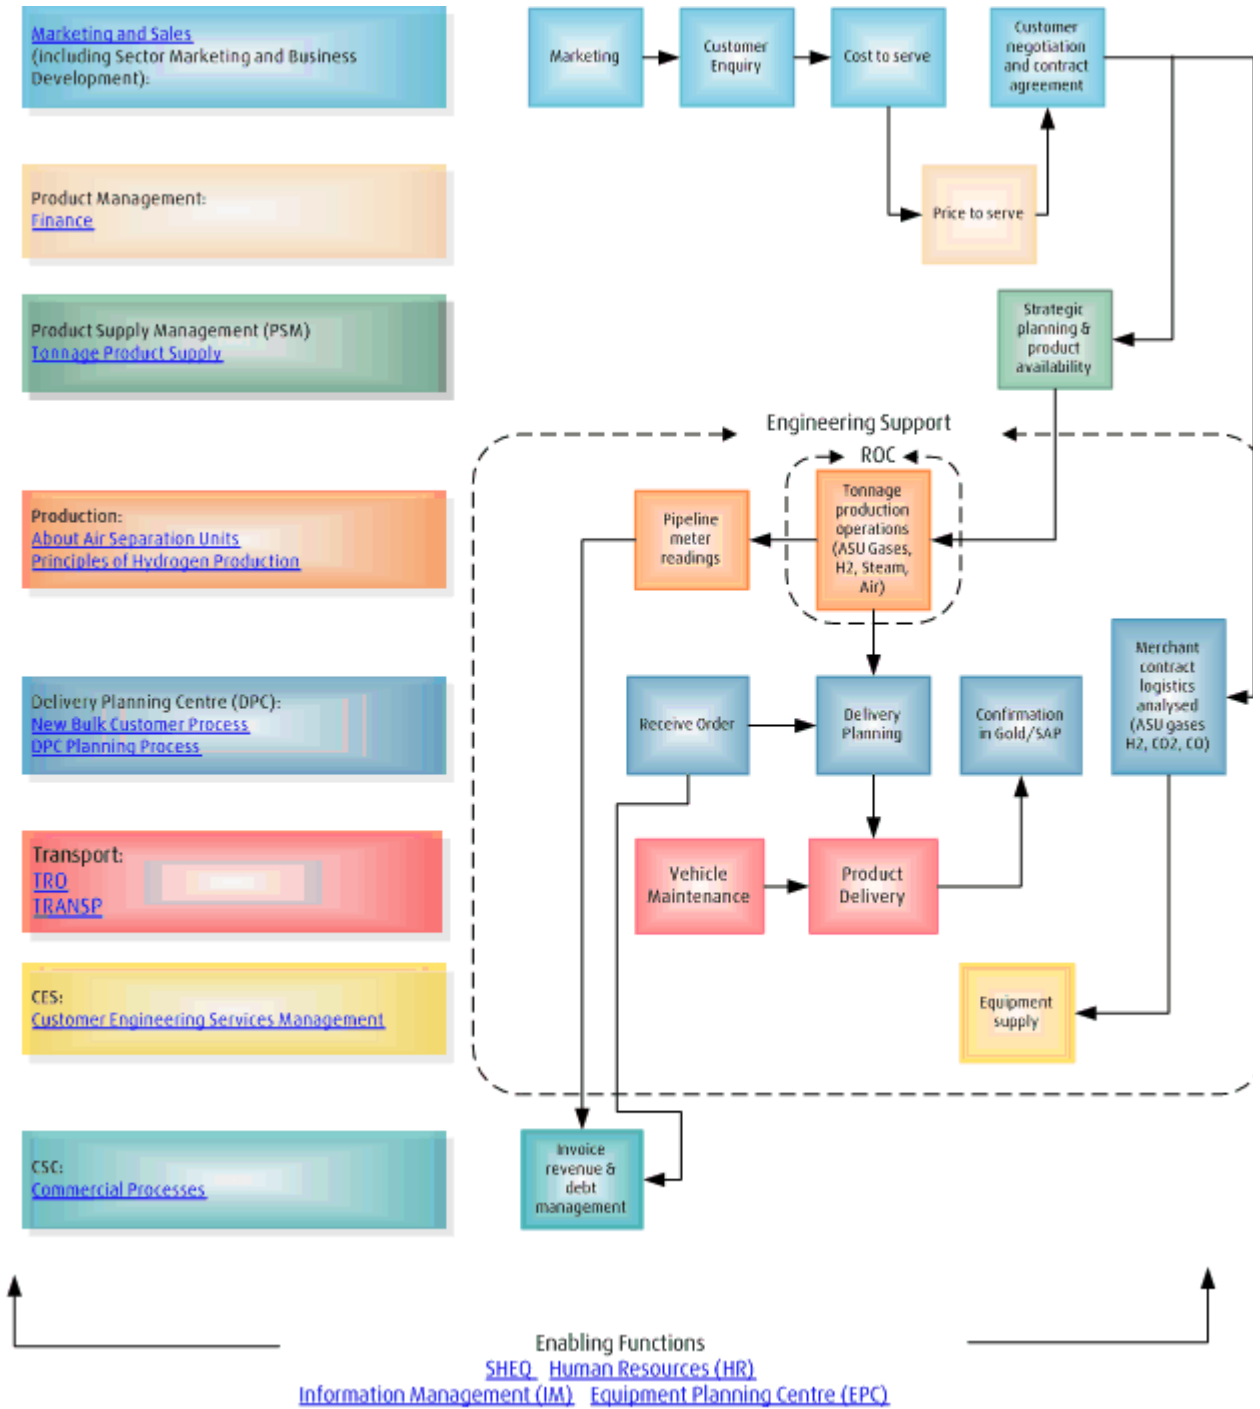 Marketing and Sales
(including Sector Marketing and Business
Development):
Marketing
Customer
Enquiry
Cost to serve
Customer
negotiation
and contract
agreement
Product Management:
Finance
Price to serve
Product Supply Management (PSM)
Tonnage Product Supply
Strategic
planning &
product
availability
Engineering Support
ROC
Production:
About Air Separation Units
Principles of Hydrogen Production
Pipeline
meter
readings
Tonnage
production
operations
(ASU Gases,
H2, Steam,
Air)
Delivery Planning Centre (DPC):
New Bulk Customer Process
DPC Planning Process
Receive Order
Delivery
Planning
Confirmation
in Gold/SAP
Merchant
contract
logistics
analysed
(ASU gases
H2, CO2, CO)
Transport:
TRO
TRANSP
Vehicle
Maintenance
Product
Delivery
CES:
Customer Engineering Services Management
Equipment
supply
CSC:
Commercial Processes
Invoice
revenue &
debt
management
Enabling Functions
SHEQ Human Resources (HR)
Information Management (IM) Equipment Planning Centre (EPC)